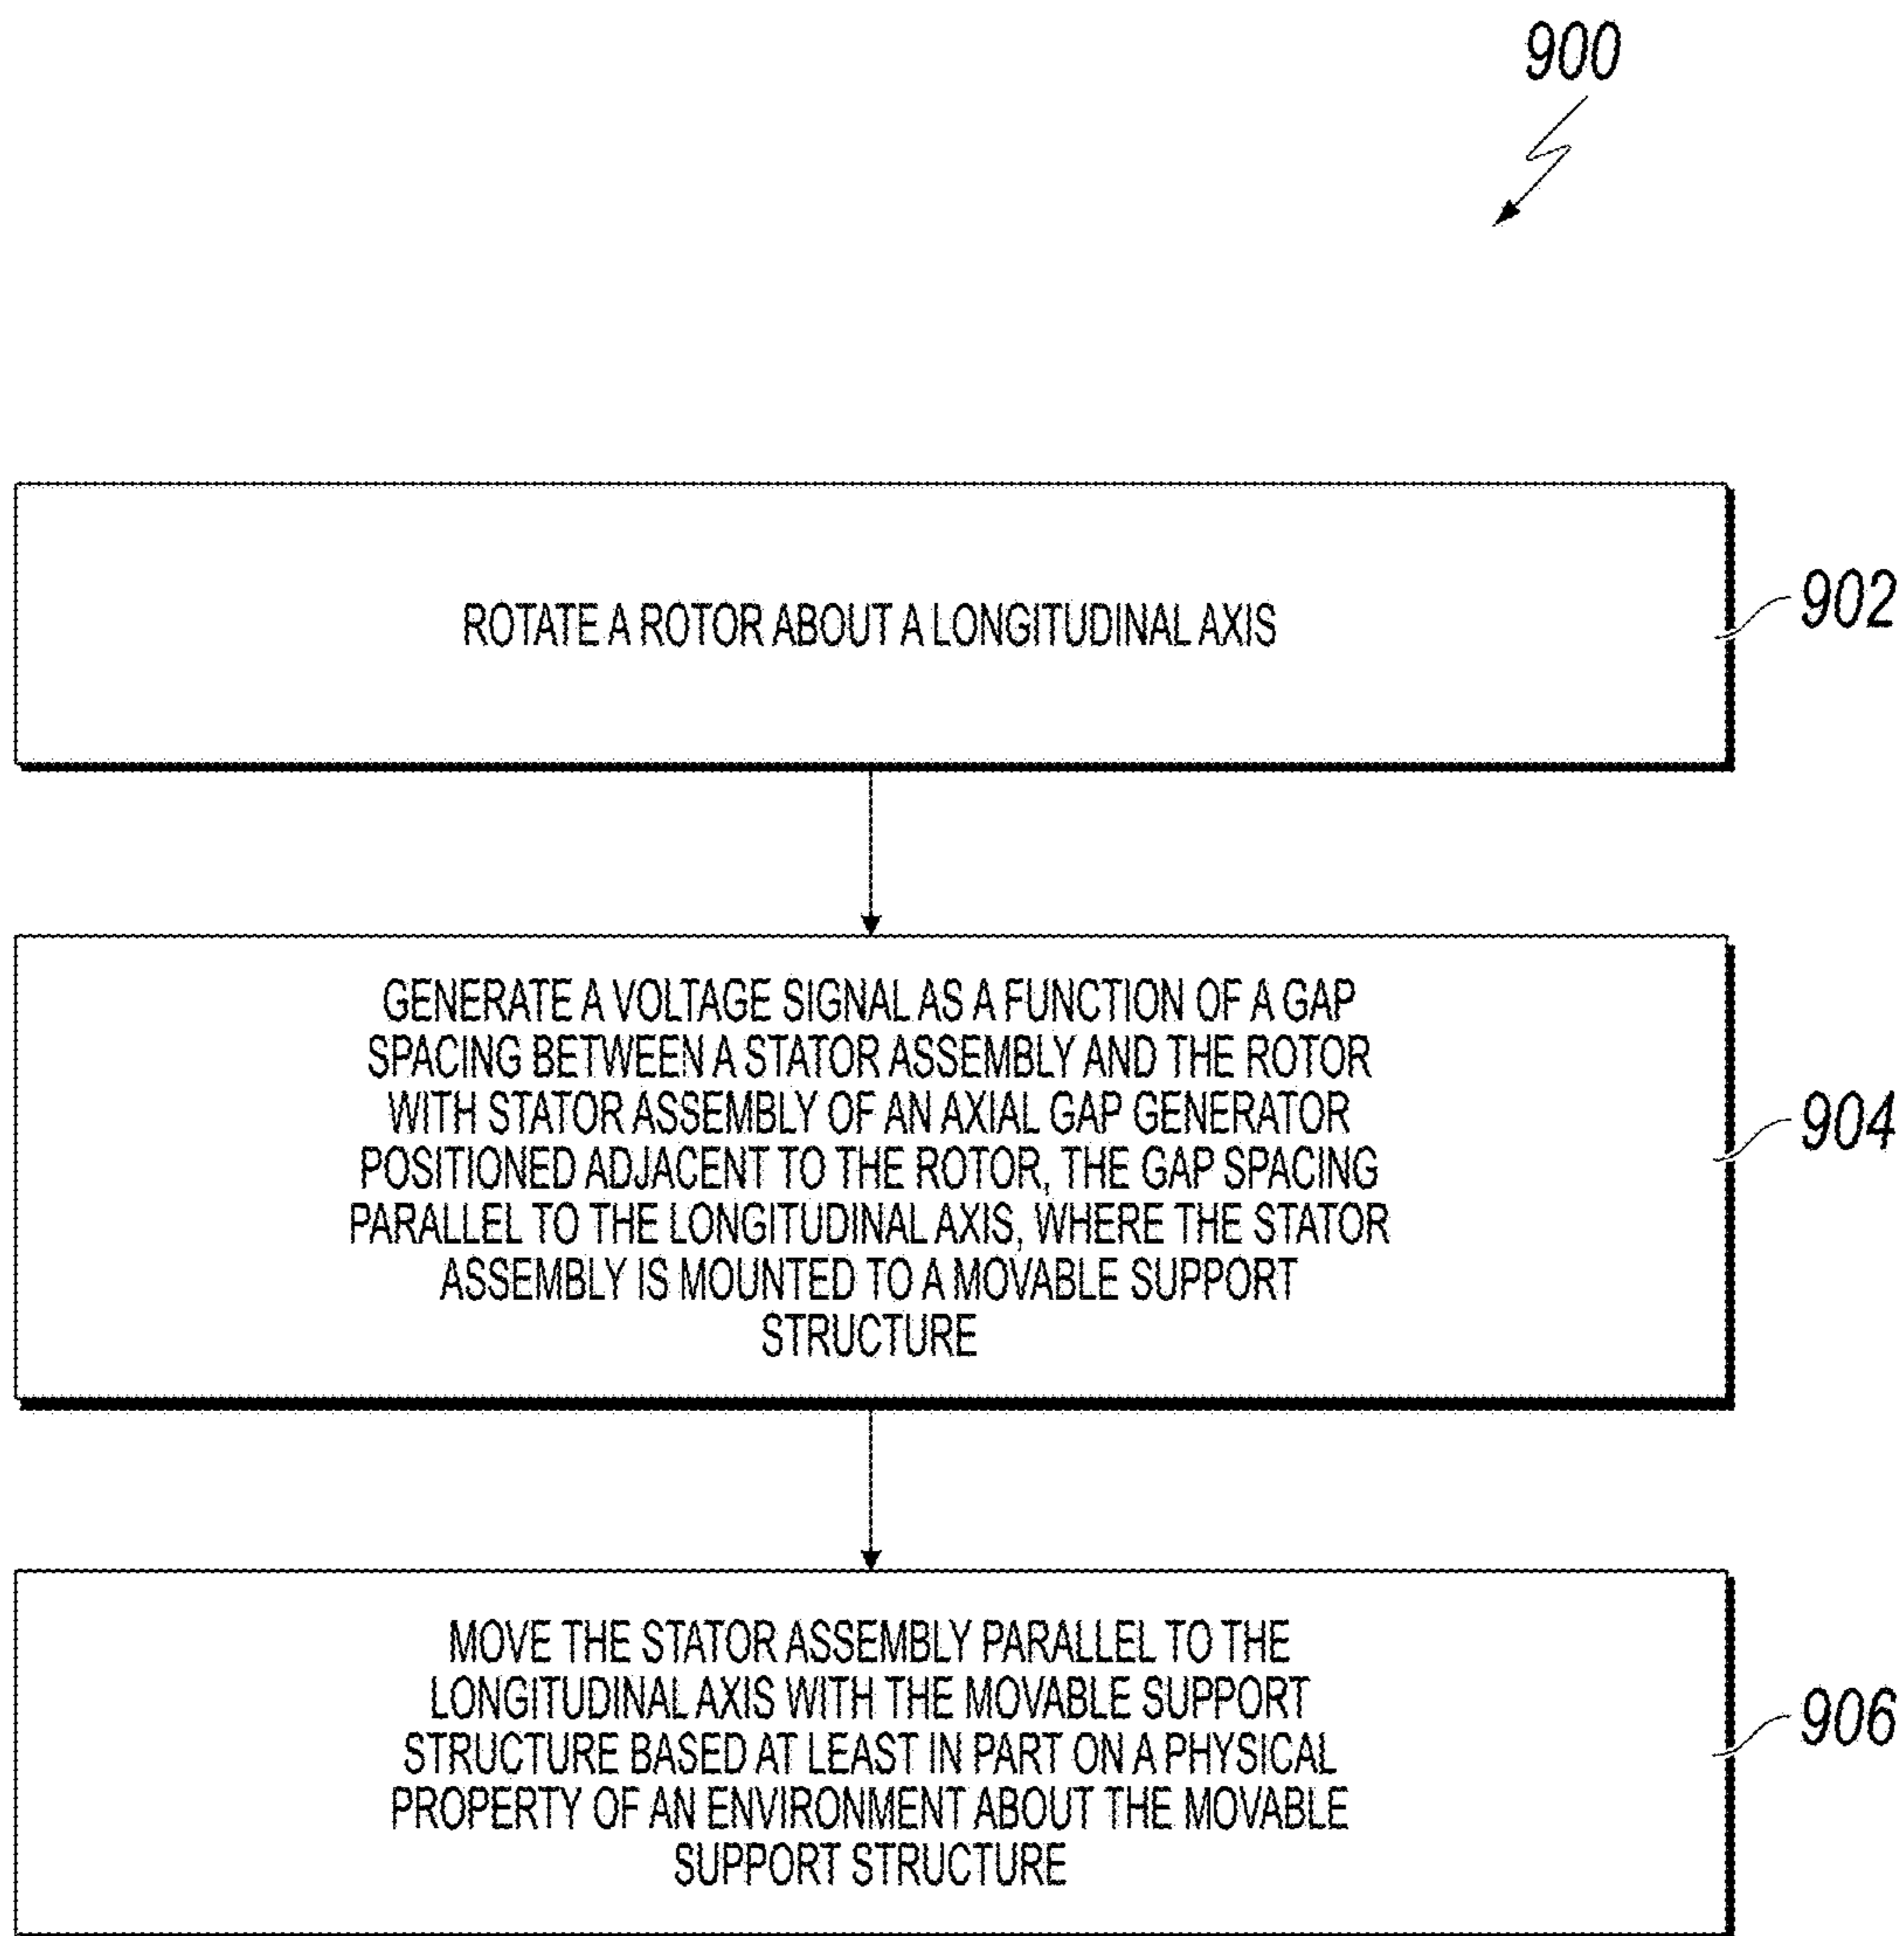 900
ROTATE A ROTOR ABOUT A LONGITUDINAL AXIS
902
GENERATE A VOLTAGE SIGNAL AS A FUNCTION OF A GAP
SPACING BETWEEN A STATOR ASSEMBLY AND THE ROTOR
WITH STATOR ASSEMBLY OF AN AXIAL GAP GENERATOR
POSITIONED ADJACENT TO THE ROTOR, THE GAP SPACING
PARALLEL TO THE LONGITUDINAL AXIS, WHERE THE STATOR
ASSEMBLY IS MOUNTED TO A MOVABLE SUPPORT
STRUCTURE
904
MOVE THE STATOR ASSEMBLY PARALLEL TO THE
LONGITUDINAL AXIS WITH THE MOVABLE SUPPORT
STRUCTURE BASED AT LEAST IN PART ON A PHYSICAL
PROPERTY OF AN ENVIRONMENT ABOUT THE MOVABLE
SUPPORT STRUCTURE
906